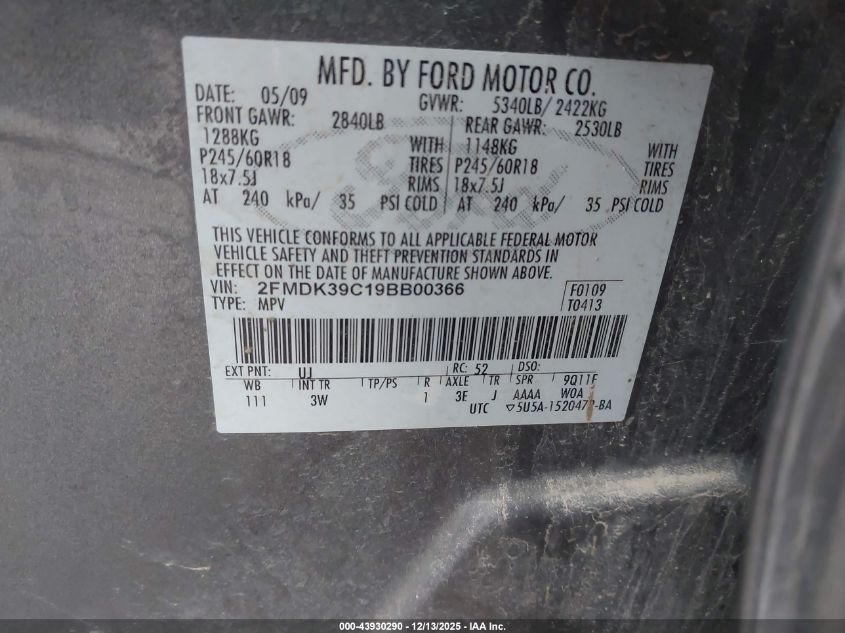 MFD. BY FORD MOTOR CO.
DATE: 05/09 GVWR: 5340LB/ 2422KG
FRONT GAWR: 2840LB REAR GAWR: 2530LB
1288KG WITH 1148KG WITH
P245/60R18 TIRES P245/60R18 TIRES
18x7.5J RIMS 18x7.5J RIMS
AT 240 kPa/ 35 PSI COLD AT 240 kPa/ 35 PSI COLD
THIS VEHICLE CONFORMS TO ALL APPLICABLE FEDERAL MOTOR
VEHICLE SAFETY AND THEFT PREVENTION STANDARDS IN
EFFECT ON THE DATE OF MANUFACTURE SHOWN ABOVE.
VIN: 2FMDK39C19BB00366 F0109
TYPE: MPV T0413
EXT PNT: UJ RC: 52 DSO:
WB INT TR TP/PS R AXLE TR SPR 9Q11F
111 3W 1 3E J AAAA W0A
UTC
000-43930290 - 12/13/2025 - IAA Inc.